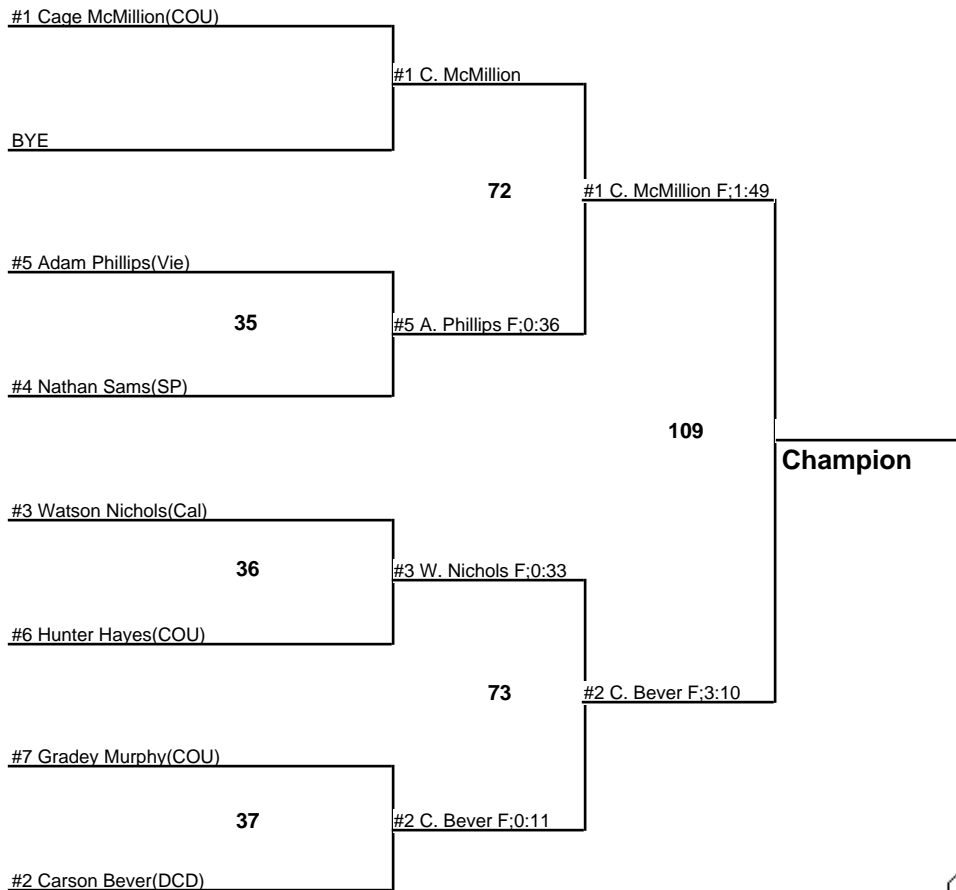 #1 Cage McMillion(COU)
#1 C. McMillion
BYE
72
#1 C. McMillion F;1:49
#5 Adam Phillips(Vie)
35
#5 A. Phillips F;0:36
#4 Nathan Sams(SP)
109
Champion
#3 Watson Nichols(Cal)
36
#3 W. Nichols F;0:33
#6 Hunter Hayes(COU)
73
#2 C. Bever F;3:10
#7 Gradey Murphy(COU)
37
#2 C. Bever F;0:11
#2 Carson Bever(DCD)